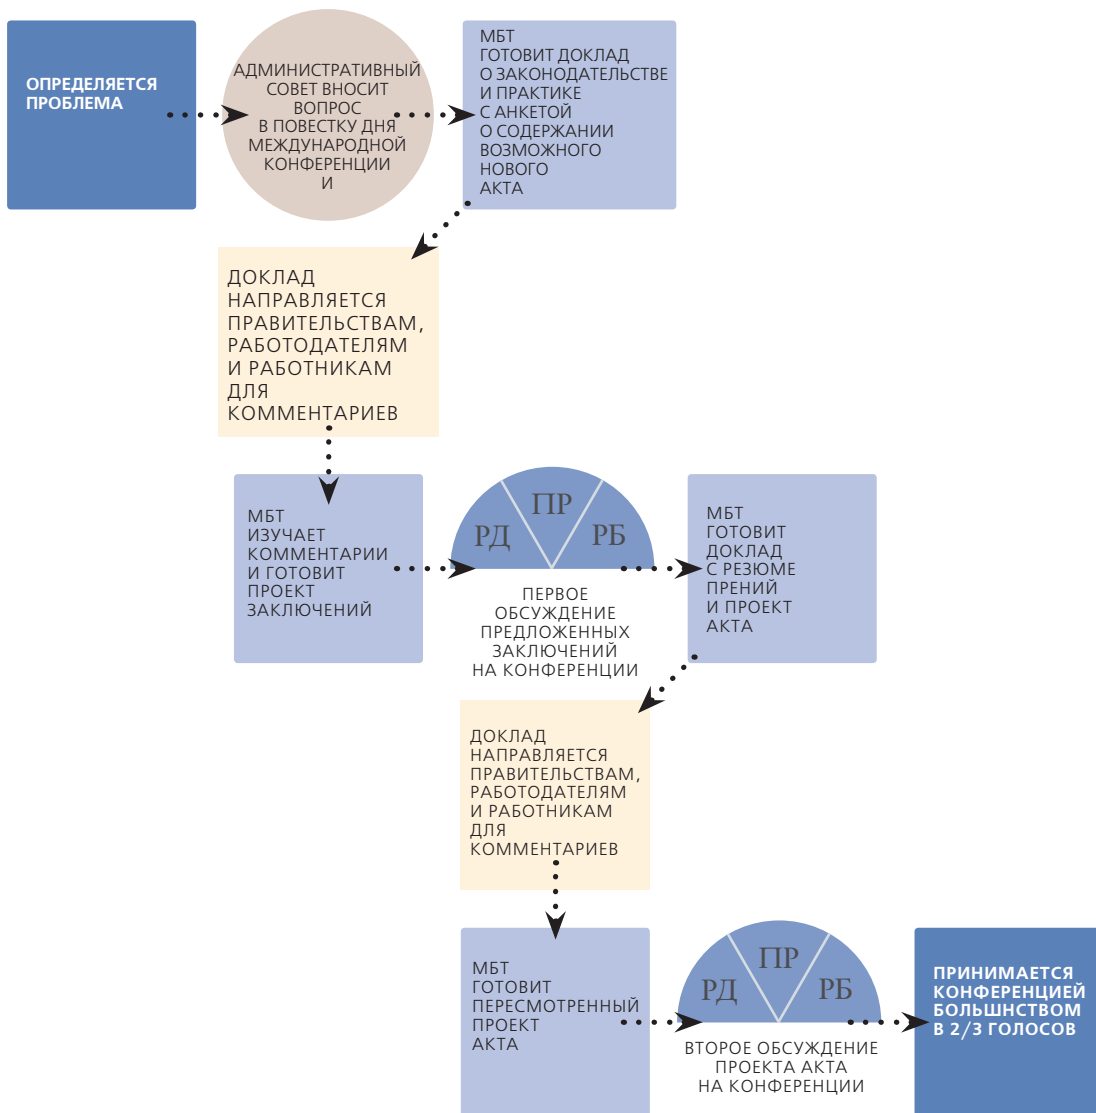 ОПРЕДЕЛЯЕТСЯ
ПРОБЛЕМА
АДМИНИСТРАТИВНЫЙ
СОВЕТ ВНОСИТ
ВОПРОС
В ПОВЕСТКУ ДНЯ
МЕЖДУНАРОДНОЙ
КОНФЕРЕНЦИИ
И
МБТ
ГОТОВИТ ДОКЛАД
О ЗАКОНОДАТЕЛЬСТВЕ
И ПРАКТИКЕ
С АНКЕТОЙ
О СОДЕРЖАНИИ
ВОЗМОЖНОГО
НОВОГО
АКТА
ДОКЛАД
НАПРАВЛЯЕТСЯ
ПРАВИТЕЛЬСТВАМ,
РАБОТОДАТЕЛЯМ
И РАБОТНИКАМ
ДЛЯ
КОММЕНТАРИЕВ
МБТ
ИЗУЧАЕТ
КОММЕНТАРИИ
И ГОТОВИТ
ПРОЕКТ
ЗАКЛЮЧЕНИЙ
РД
ПР
РБ
ПЕРВОЕ
ОБСУЖДЕНИЕ
ПРЕДЛОЖЕННЫХ
ЗАКЛЮЧЕНИЙ
НА КОНФЕРЕНЦИИ
МБТ
ГОТОВИТ
ДОКЛАД
С РЕЗЮМЕ
ПРЕНИЙ
И ПРОЕКТ
АКТА
ДОКЛАД
НАПРАВЛЯЕТСЯ
ПРАВИТЕЛЬСТВАМ,
РАБОТОДАТЕЛЯМ
И РАБОТНИКАМ
ДЛЯ
КОММЕНТАРИЕВ
МБТ
ГОТОВИТ
ПЕРЕСМОТРЕННЫЙ
ПРОЕКТ
АКТА
РД
ПР
РБ
ВТОРОЕ ОБСУЖДЕНИЕ
ПРОЕКТА АКТА
НА КОНФЕРЕНЦИИ
ПРИНИМАЕТСЯ
КОНФЕРЕНЦИЕЙ
БОЛЬШНСТВОМ
В 2/3 ГОЛОСОВ